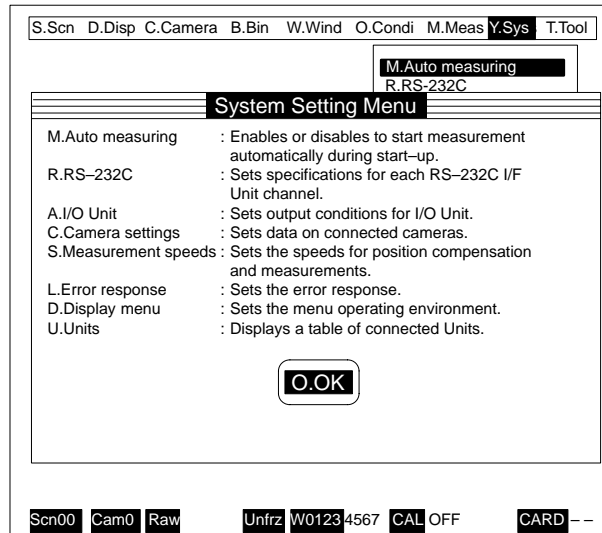 S.Scn D.Disp C.Camera B.Bin W.Wind O.Condi M.Meas Y.Sys T.Tool
M.Auto measuring
R.RS-232C
System Setting Menu
M.Auto measuring : Enables or disables to start measurement
automatically during start–up.
R.RS–232C : Sets specifications for each RS–232C I/F
Unit channel.
A.I/O Unit : Sets output conditions for I/O Unit.
C.Camera settings : Sets data on connected cameras.
S.Measurement speeds : Sets the speeds for position compensation
and measurements.
L.Error response : Sets the error response.
D.Display menu : Sets the menu operating environment.
U.Units : Displays a table of connected Units.
O.OK
Scn00 Cam0 Raw Unfrz W01234567 CAL OFF CARD – –